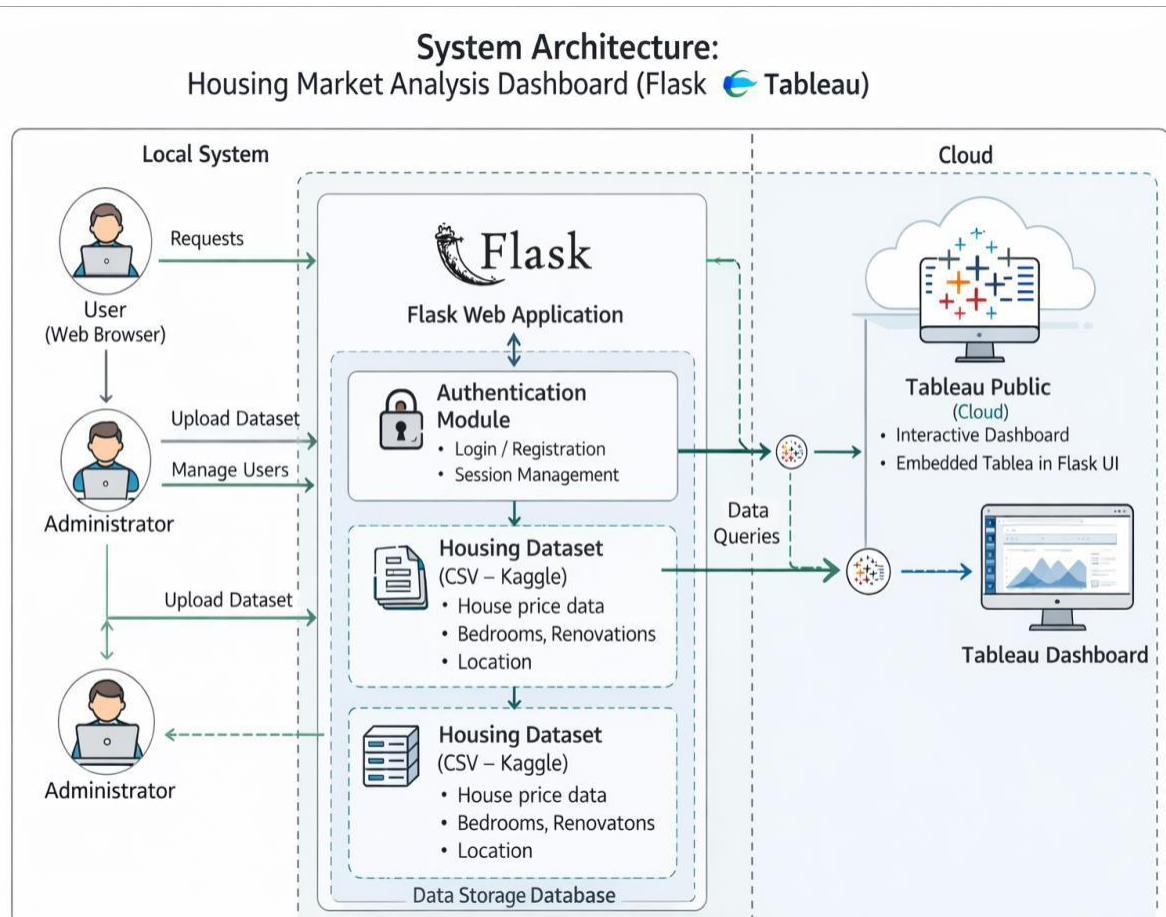 System Architecture:
Housing Market Analysis Dashboard (Flask Tableau)
Local System
Cloud
Requests
User
(Web Browser)
Upload Dataset
Manage Users
Administrator
Upload Dataset
Administrator
Flask
Flask Web Application
Authentication
Module
• Login / Registration
• Session Management
Housing Dataset
(CSV – Kaggle)
• House price data
• Bedrooms, Renovations
• Location
Housing Dataset
(CSV – Kaggle)
• House price data
• Bedrooms, Renovatons
• Location
Data Storage Database
Data
Queries
Tableau Public
(Cloud)
• Interactive Dashboard
• Embedded Tablea in Flask UI
Tableau Dashboard